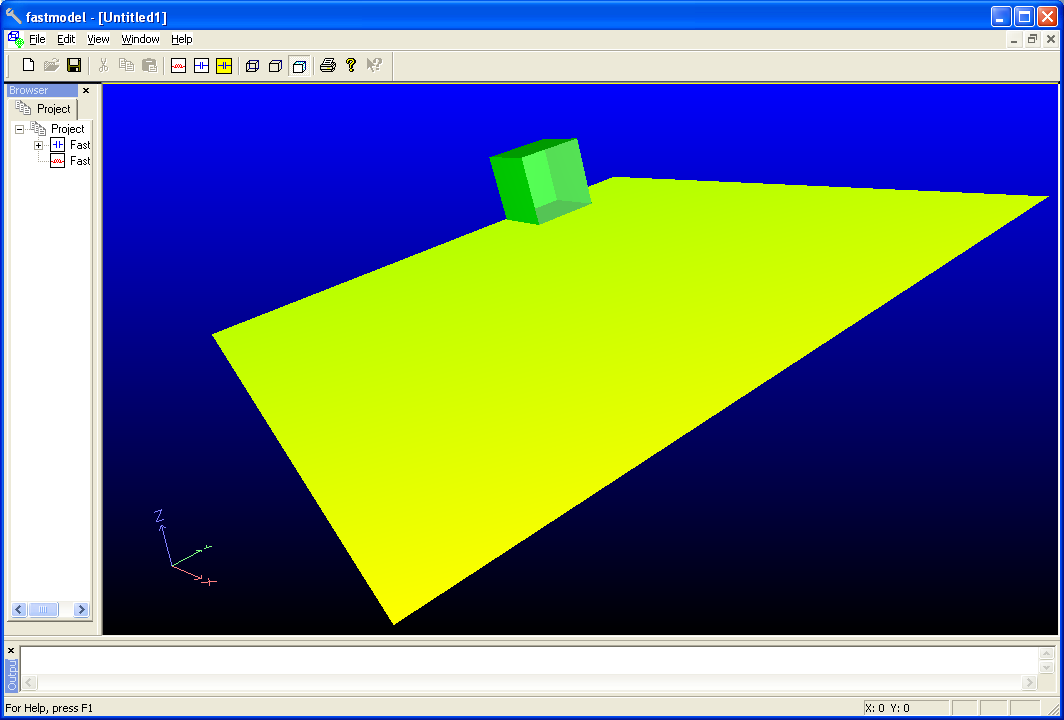 fastmodel - [Untitled1]
File Edit View Window Help
Browser
Project
Project
Fast
Fast
Z
Output
For Help, press F1
X: 0 Y: 0